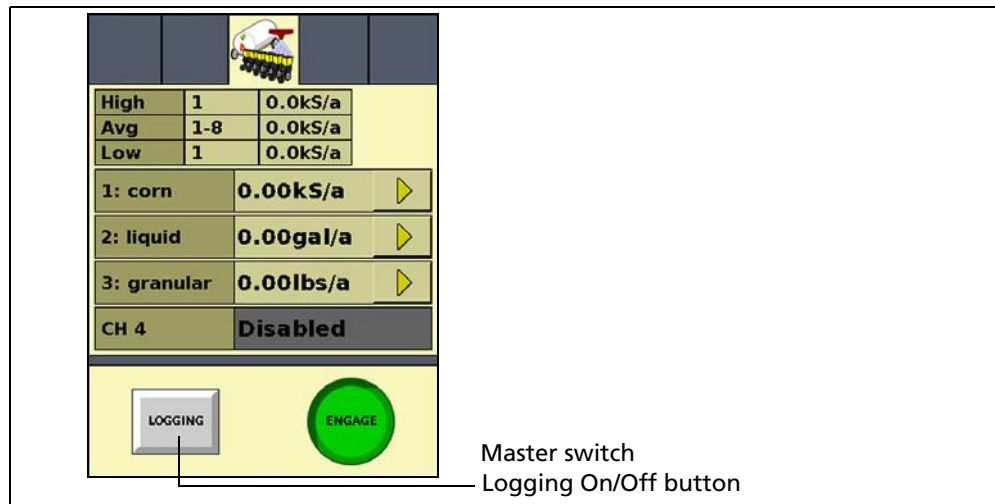 High 1 0.0kS/a
Avg 1-8 0.0kS/a
Low 1 0.0kS/a
1: corn 0.00kS/a
2: liquid 0.00gal/a
3: granular 0.00lbs/a
CH 4 Disabled
LOGGING ENGAGE
Master switch
Logging On/Off button